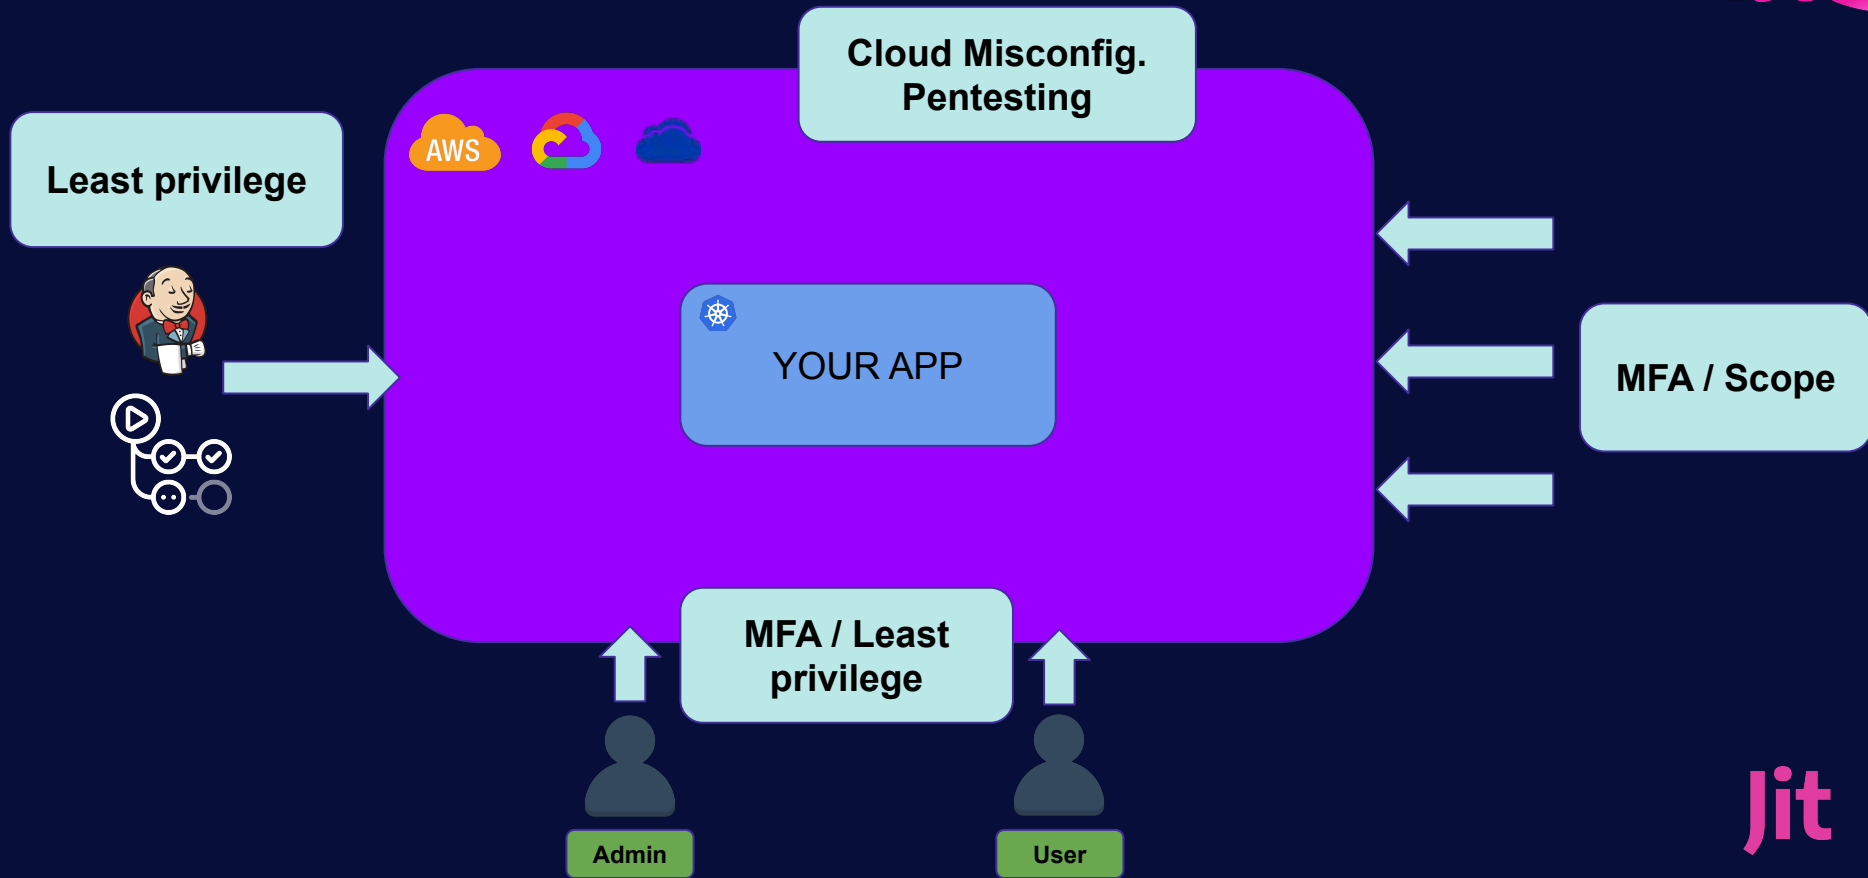 Cloud Misconfig.
Pentesting
Least privilege
AWS
YOUR APP
MFA / Scope
MFA / Least
privilege
Admin
User
Jit